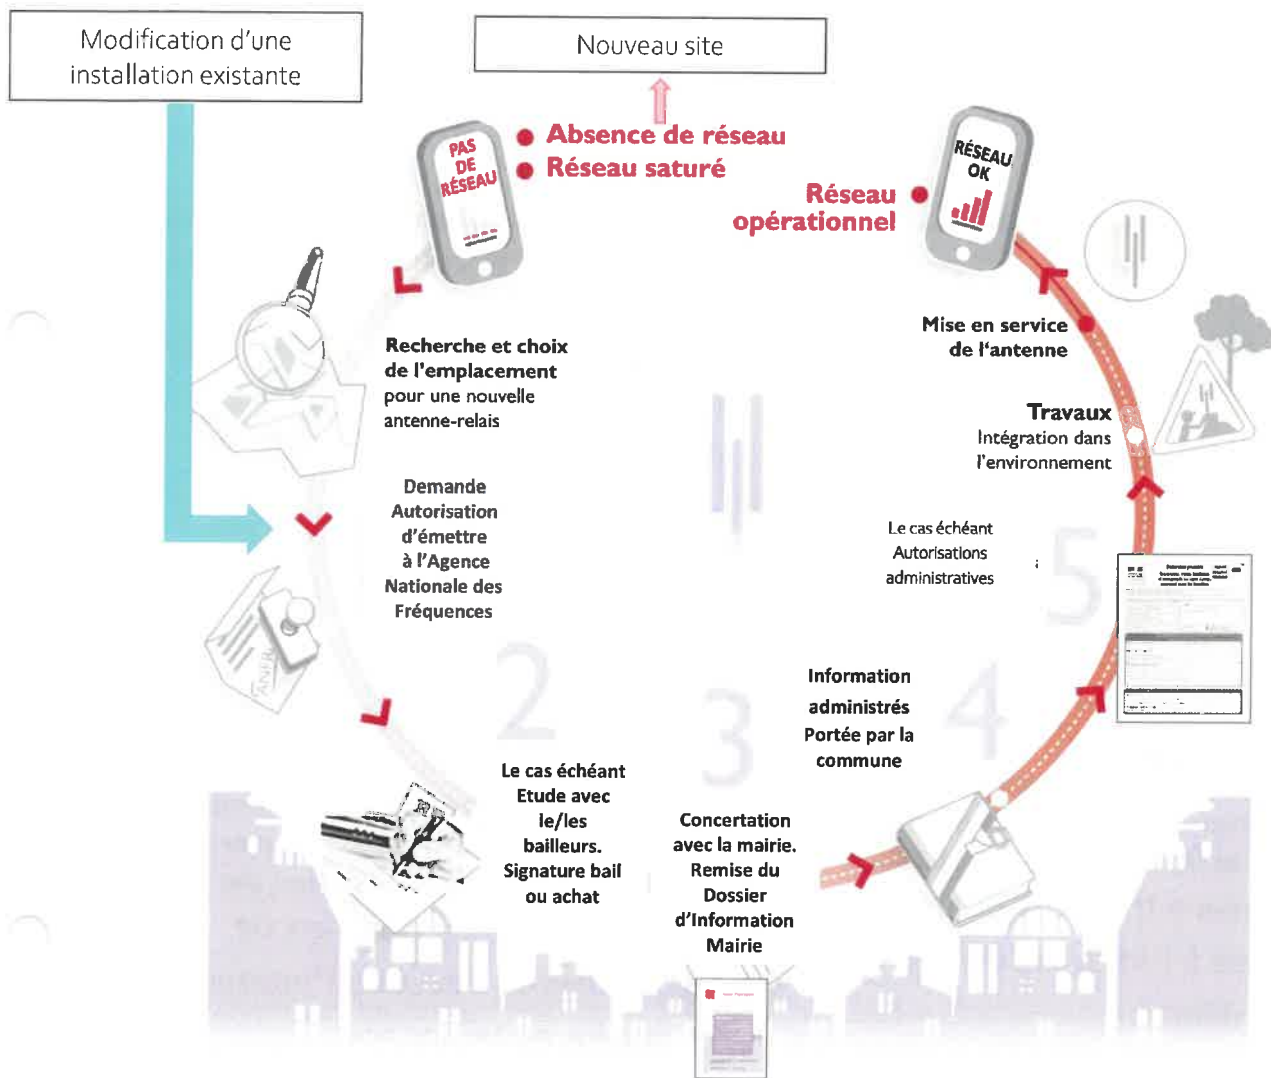 Modification d'une
installation existante
Nouveau site
Absence de réseau
Réseau saturé
PAS
DE
RÉSEAU
RÉSEAU
OK
Réseau
opérationnel
Mise en service
de l'antenne
Recherche et choix
de l'emplacement
pour une nouvelle
antenne-relais
Travaux
Intégration dans
l'environnement
Demande
Autorisation
d'émettre
à l'Agence
Nationale des
Fréquences
Le cas échéant
Autorisations
administratives
5
ANFR
2
Le cas échéant
Etude avec
le/les
bailleurs.
Signature bail
ou achat
3
Concertation
avec la mairie.
Remise du
Dossier
d'Information
Mairie
4
Information
administrés
Portée par la
commune